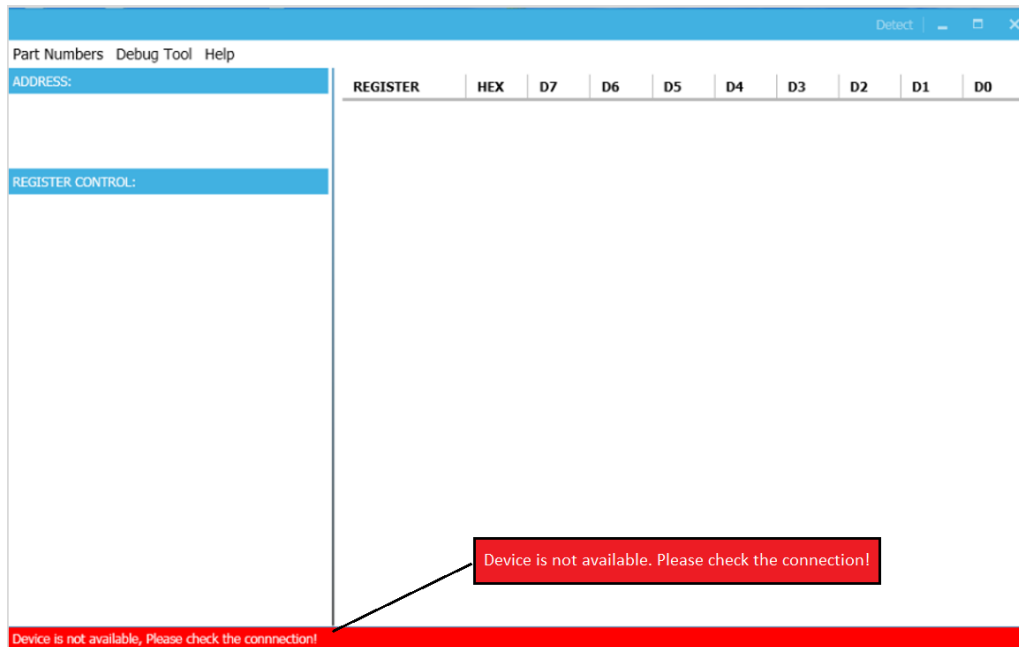 Detect
Part Numbers Debug Tool Help
ADDRESS:
REGISTER HEX D7 D6 D5 D4 D3 D2 D1 D0
REGISTER CONTROL:
Device is not available. Please check the connection!
Device is not available, Please check the connnection!